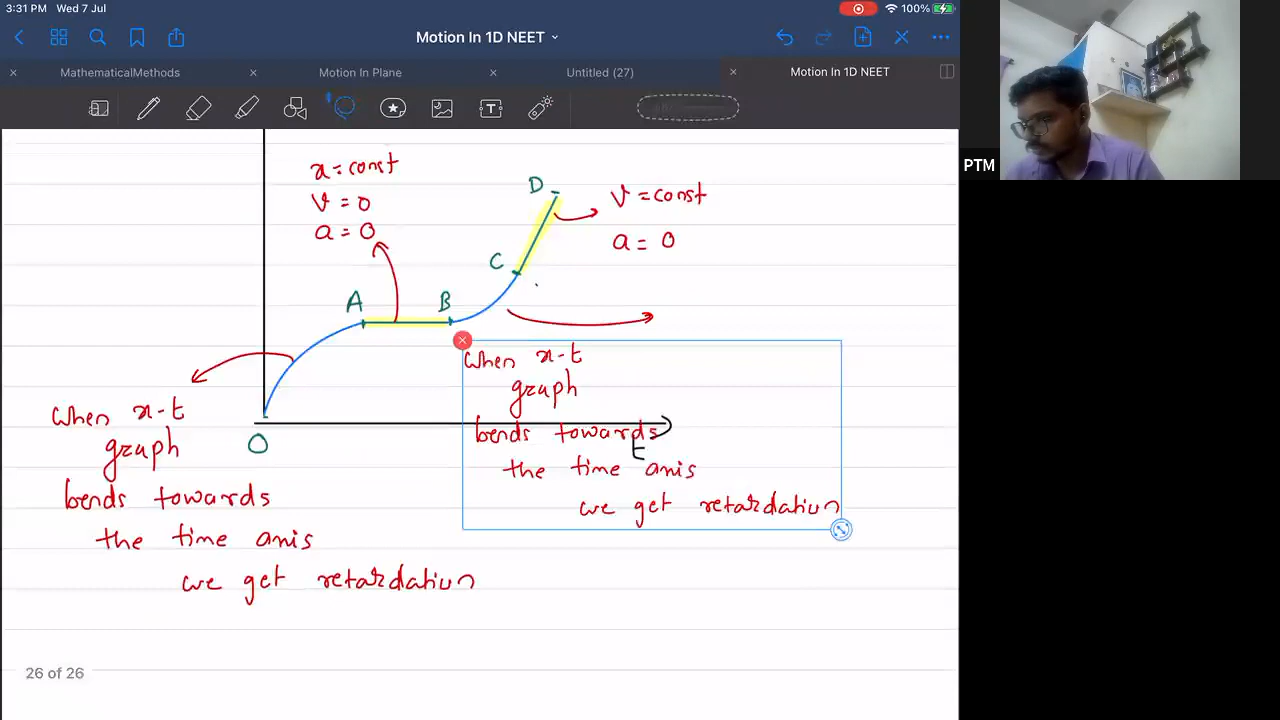 3:31 PM Wed 7 Jul
100%
Motion In 1D NEET
MathematicalMethods
Motion In Plane
Untitled (27)
Motion In 1D NEET
PTM
x = const
v = 0
a = 0
D
v = const
a = 0
C
A
B
When x-t
graph
bends towards
the time axis
we get retardation
O
t
When x-t
graph
bends towards
the time axis
we get retardation
26 of 26